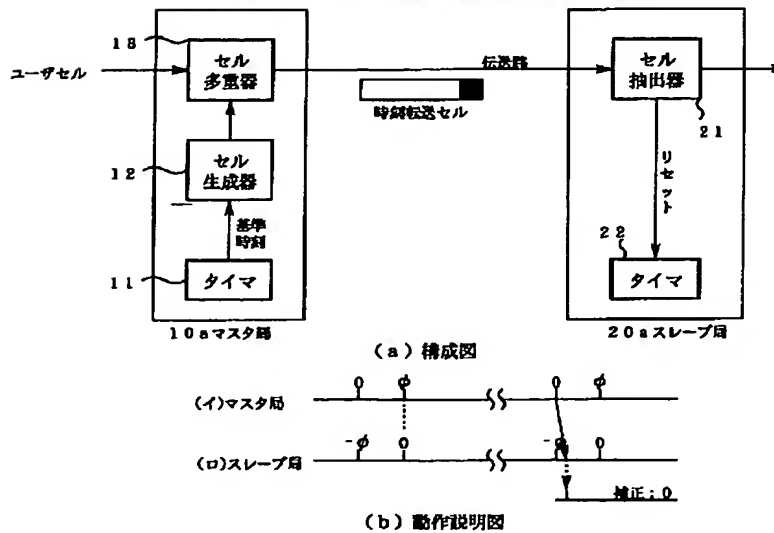 13
ユーザセル
セル
多重器
伝送路
時刻伝送セル
セル
抽出器
21
12
セル
生成器
リセット
基準
時刻
22
11
タイマ
タイマ
10aマスタ局
20aスレーブ局
(a)構成図
0 φ 0 φ
(イ)マスタ局
-φ 0 -φ 0
(ロ)スレーブ局
補正:0
(b)動作説明図